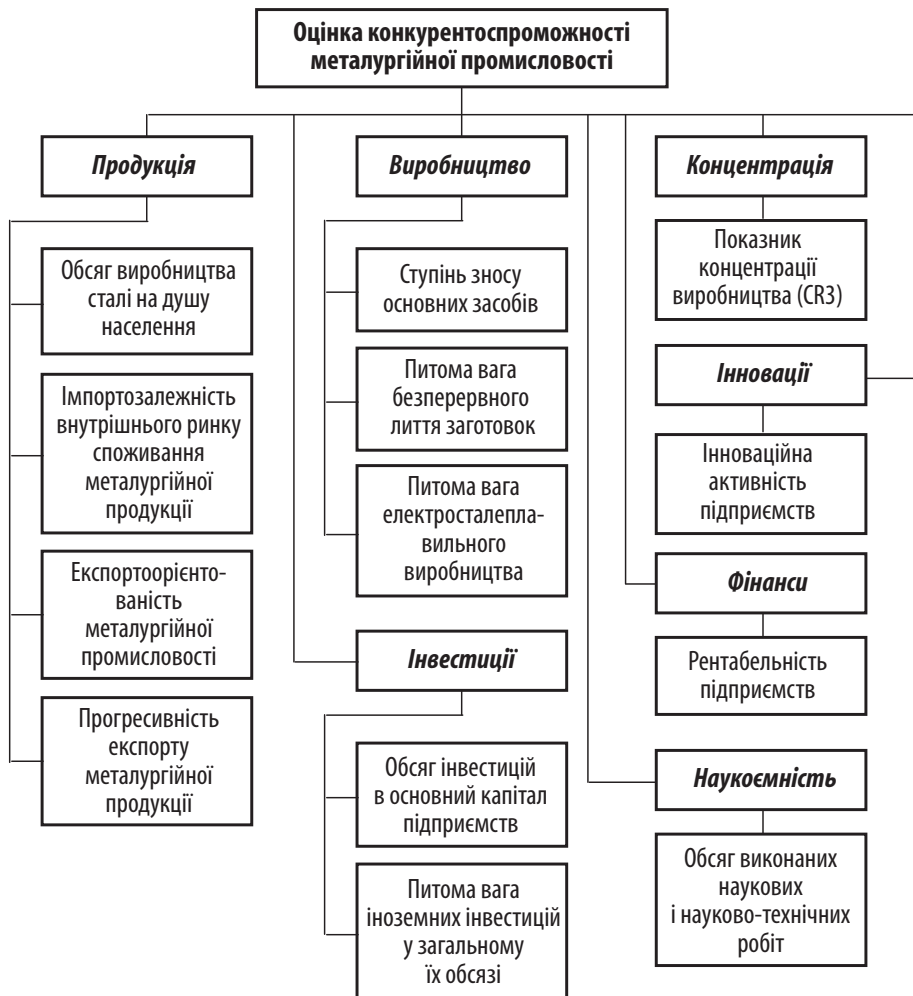 Оцінка конкурентоспроможності
металургійної промисловості
Продукція
Обсяг виробництва
сталі на душу
населення
Імпортозалежність
внутрішнього ринку
споживання
металургійної
продукції
Експортоорієнто-
ваність
металургійної
промисловості
Прогресивність
експорту
металургійної
продукції
Виробництво
Ступінь зносу
основних засобів
Питома вага
безперервного
лиття заготовок
Питома вага
електросталепла-
вильного
виробництва
Інвестиції
Обсяг інвестицій
в основний капітал
підприємств
Питома вага
іноземних інвестицій
у загальному
їх обсязі
Концентрація
Показник
концентрації
виробництва (CR3)
Інновації
Інноваційна
активність
підприємств
Фінанси
Рентабельність
підприємств
Наукоємність
Обсяг виконаних
наукових
і науково-технічних
робіт